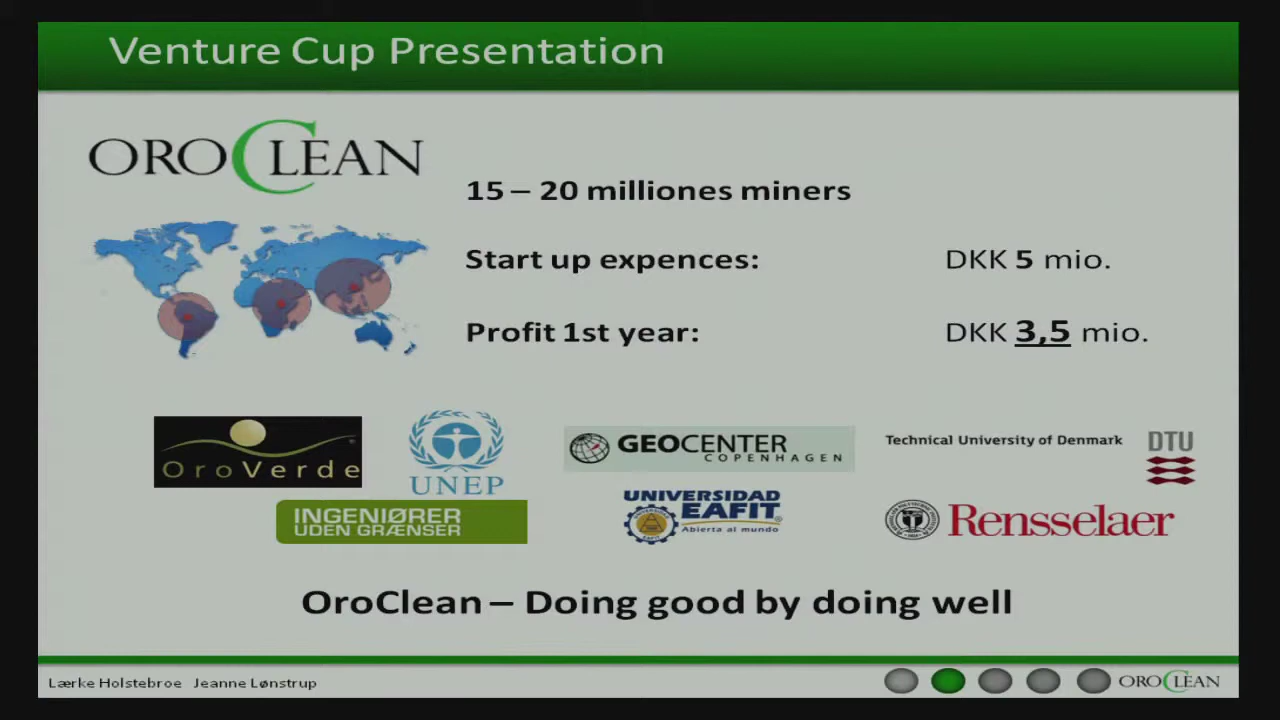 Venture Cup Presentation
OROCLEAN
15 – 20 milliones miners
Start up expences: DKK 5 mio.
Profit 1st year: DKK 3,5 mio.
OroVerde
UNEP
GEOCENTER
COPENHAGEN
Technical University of Denmark
DTU
INGENIØRER
UDEN GRÆNSER
UNIVERSIDAD
EAFIT
Abierta al mundo
Rensselaer
OroClean – Doing good by doing well
Lærke Holstebroe Jeanne Lønstrup
OROCLEAN